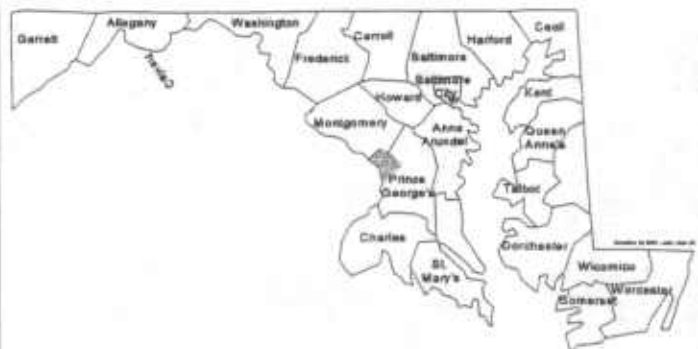 Garrett
Allegany
Washington
Frederick
Carroll
Baltimore
Harford
Cecil
Baltimore
City
Howard
Kent
Montgomery
Anne
Arundel
Queen
Anne's
Prince
George's
Talbot
Charles
St.
Mary's
Dorchester
Wicomico
Somerset
Worcester